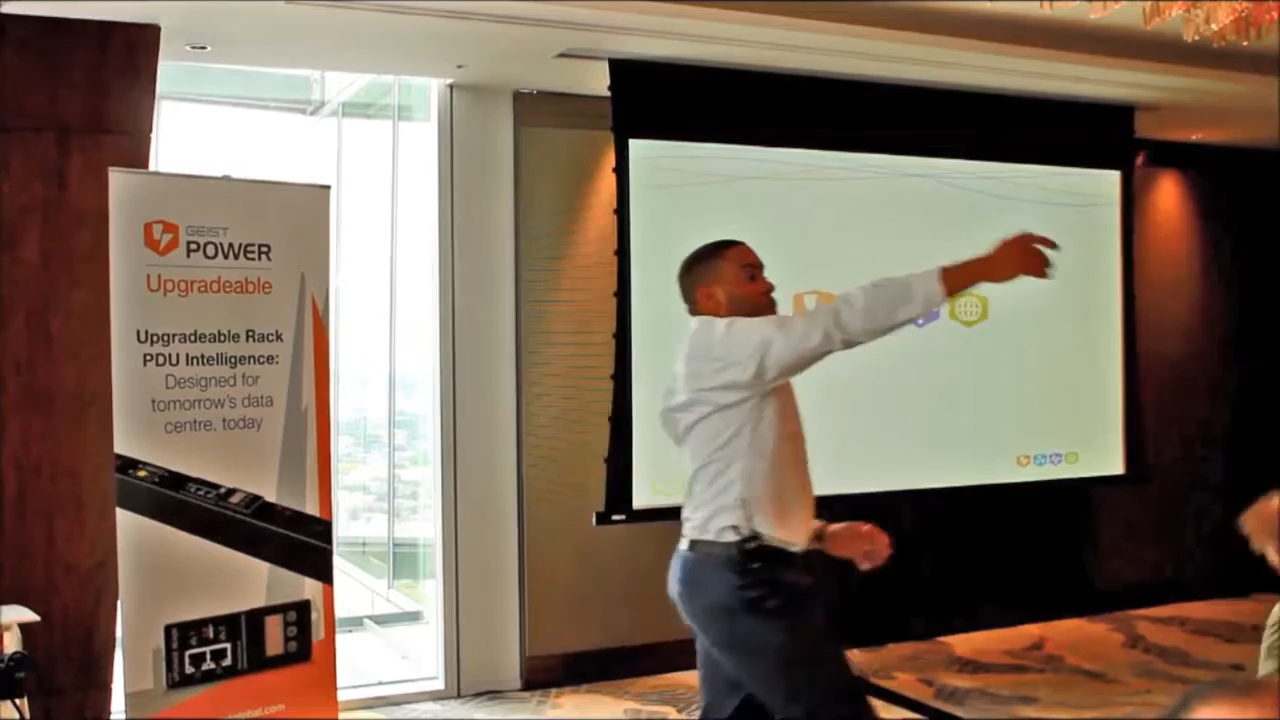 GEIST
POWER
Upgradeable
Upgradeable Rack
PDU Intelligence:
Designed for
tomorrow's data
centre, today